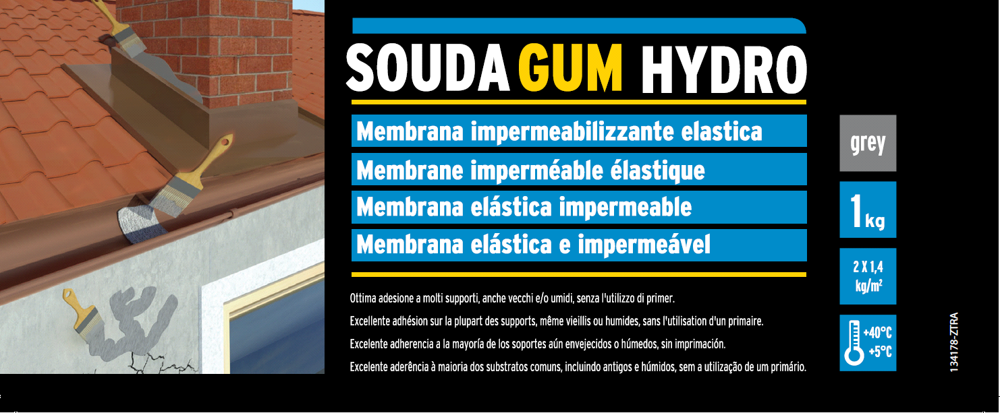 SOUDAGUM HYDRO
Membrana impermeabilizzante elastica
Membrane imperméable élastique
Membrana elástica impermeable
Membrana elástica e impermeável
Ottima adesione a molti supporti, anche vecchi e/o umidi, senza l'utilizzo di primer.
Excellente adhésion sur la plupart des supports, même vieillis ou humides, sans l'utilisation d'un primaire.
Excelente adherencia a la mayoría de los soportes aún envejecidos o húmedos, sin imprimación.
Excelente aderência à maioria dos substratos comuns, incluindo antigos e húmidos, sem a utilização de um primário.
grey
1 kg
2 X 1,4
kg/m²
+40°C
+5°C
134178-ZTRA